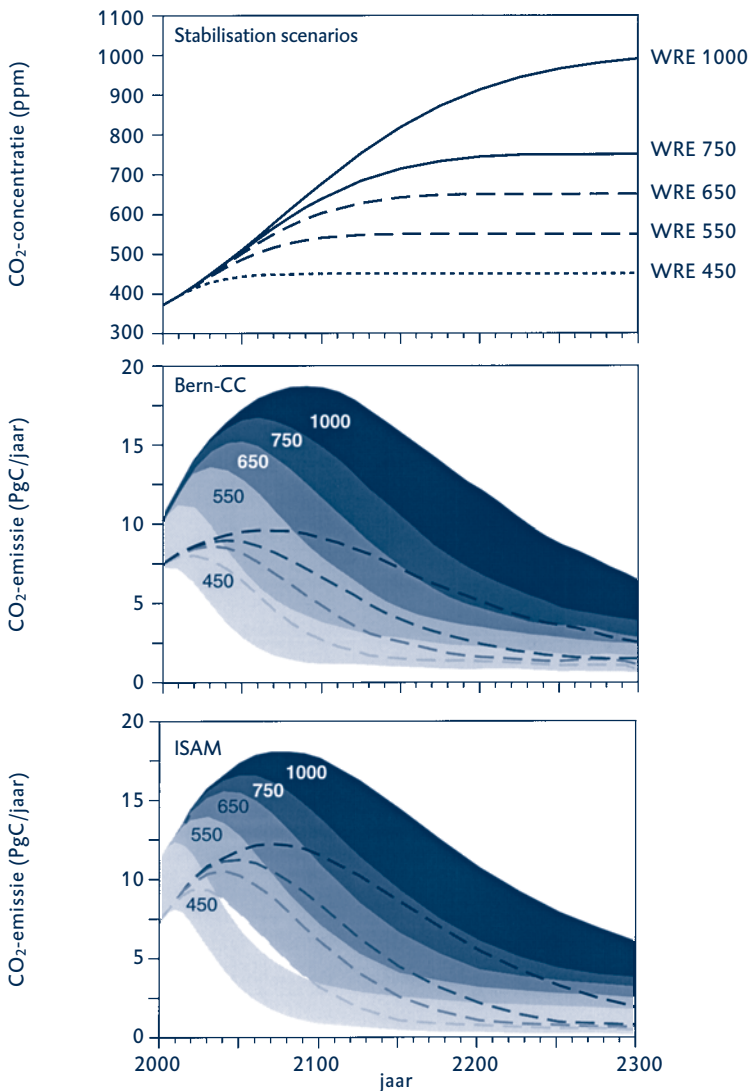 1100
1000
900
800
700
600
500
400
300
CO₂-concentratie (ppm)
Stabilisation scenarios
WRE 1000
WRE 750
WRE 650
WRE 550
WRE 450
20
15
10
5
0
CO₂-emissie (PgC/jaar)
Bern-CC
1000
750
650
550
450
20
15
10
5
0
CO₂-emissie (PgC/jaar)
ISAM
1000
750
650
550
450
2000 2100 2200 2300
jaar